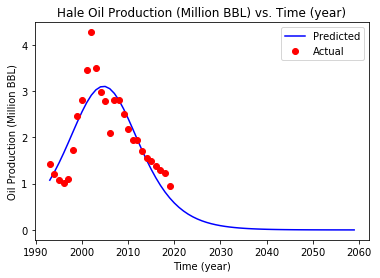 Hale Oil Production (Million BBL) vs. Time (year)
Predicted
Actual
Oil Production (Million BBL)
4
3
2
1
0
1990 2000 2010 2020 2030 2040 2050 2060
Time (year)